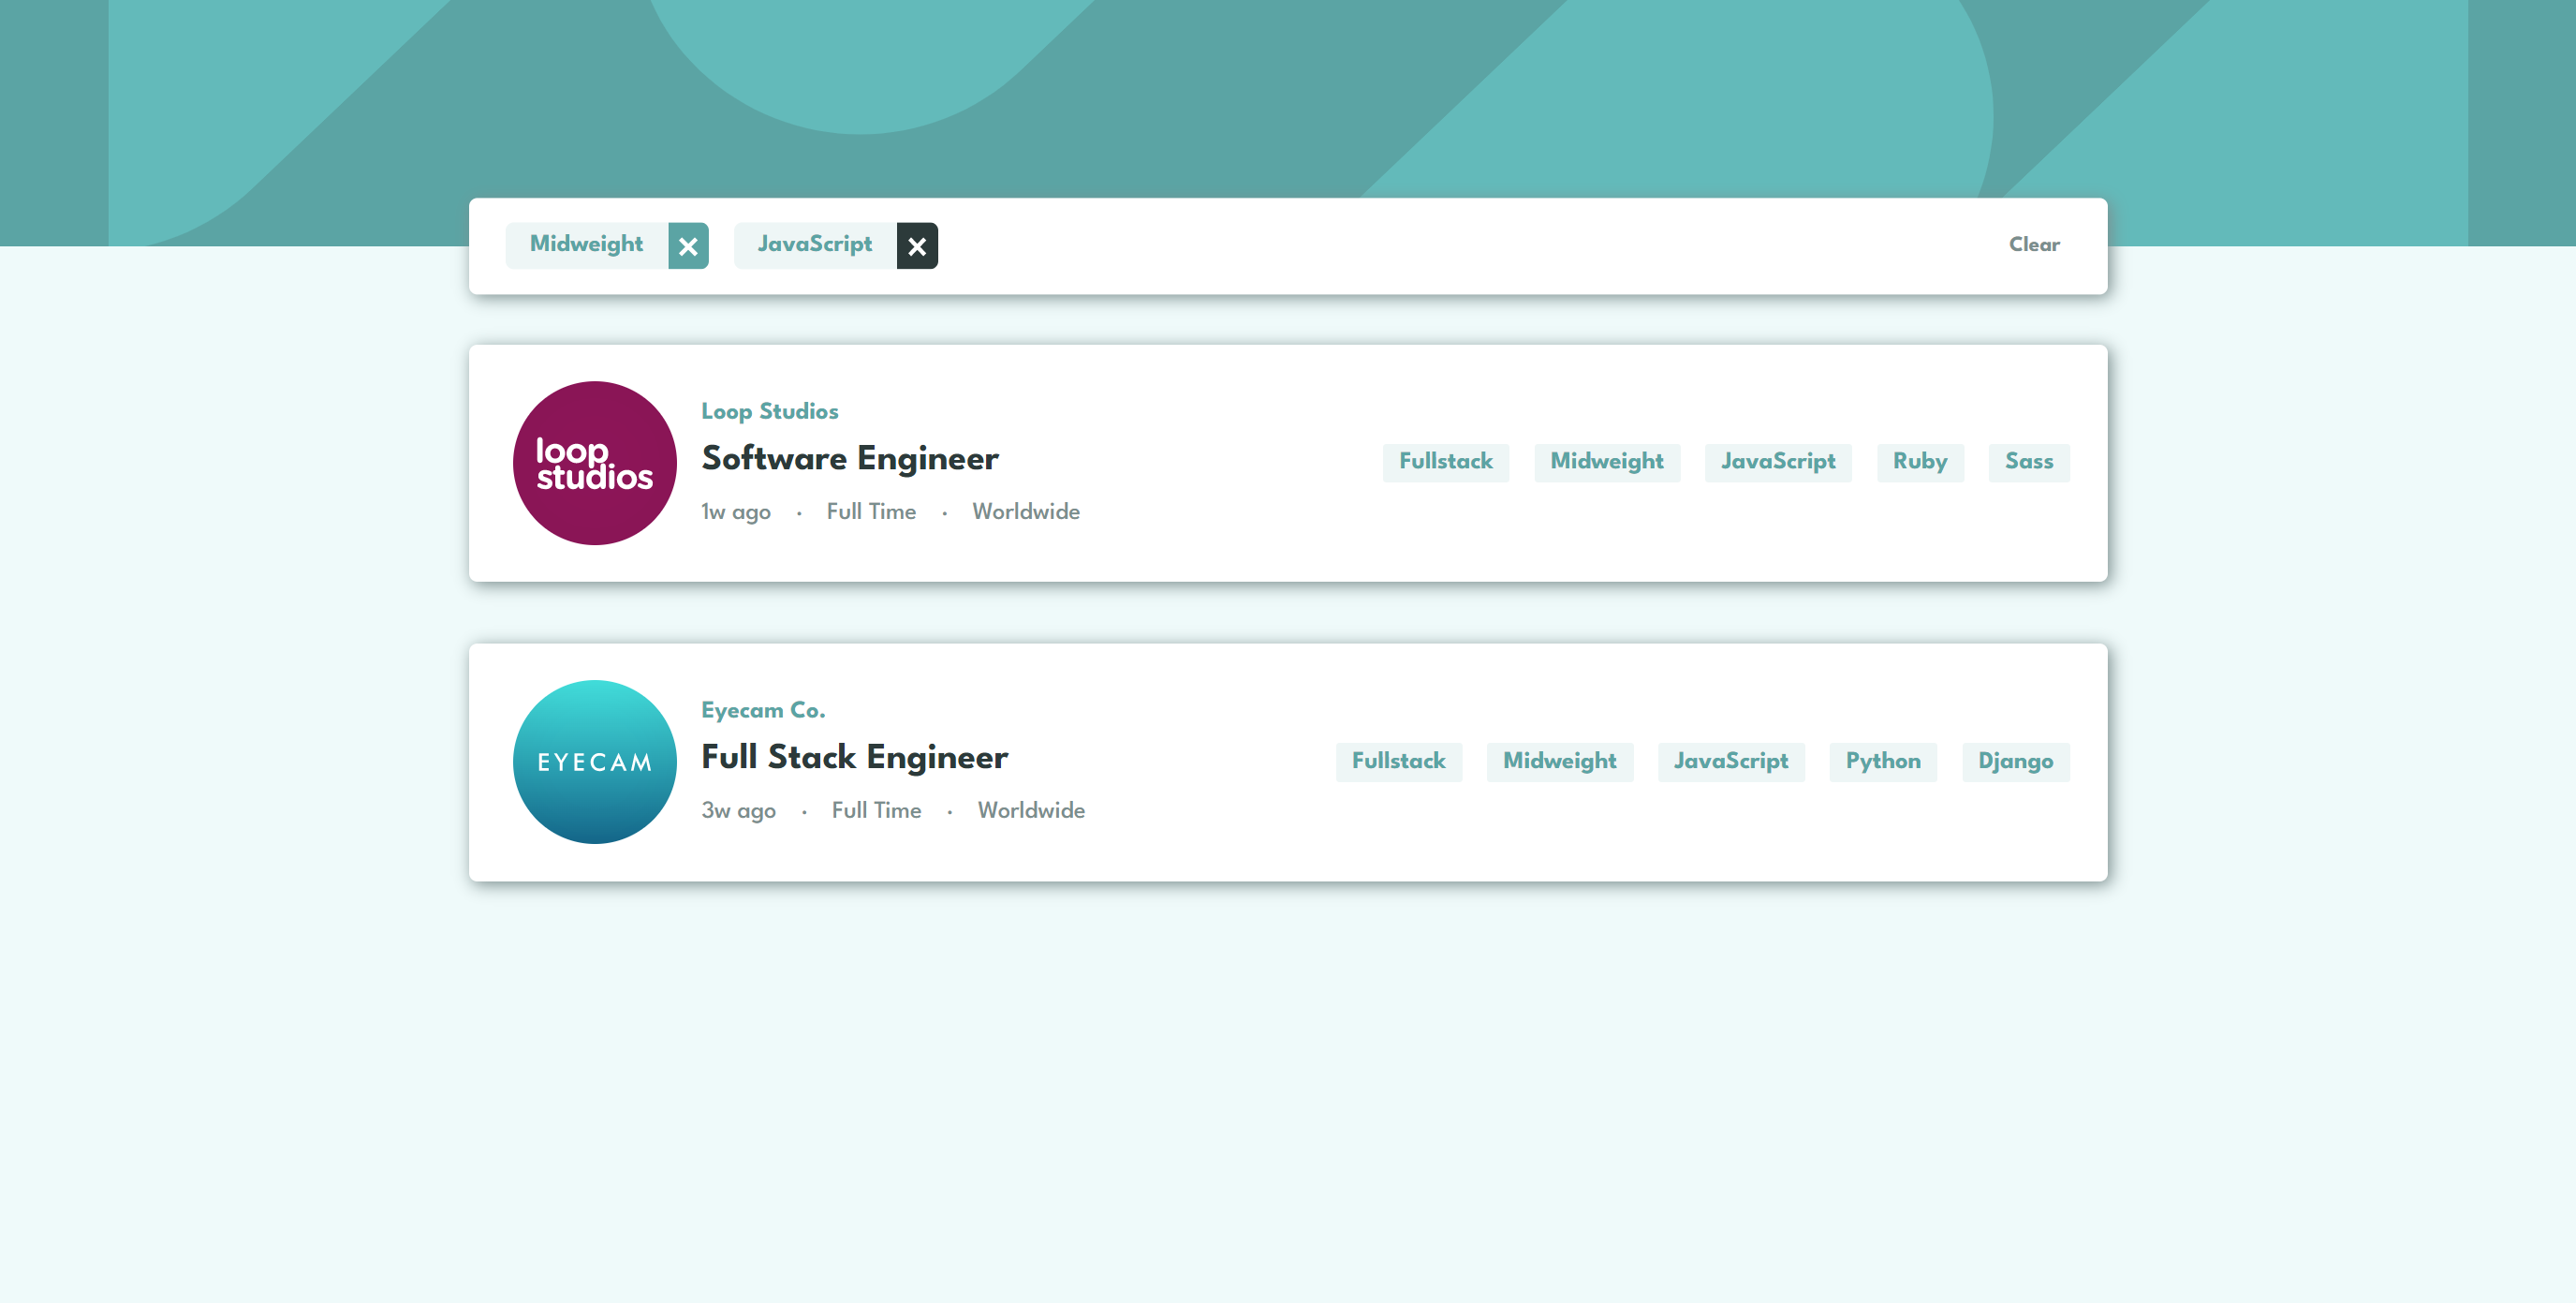 Midweight JavaScript Clear
loop
studios
Loop Studios
Software Engineer
1w ago · Full Time · Worldwide
Fullstack Midweight JavaScript Ruby Sass
EYECAM
Eyecam Co.
Full Stack Engineer
3w ago · Full Time · Worldwide
Fullstack Midweight JavaScript Python Django